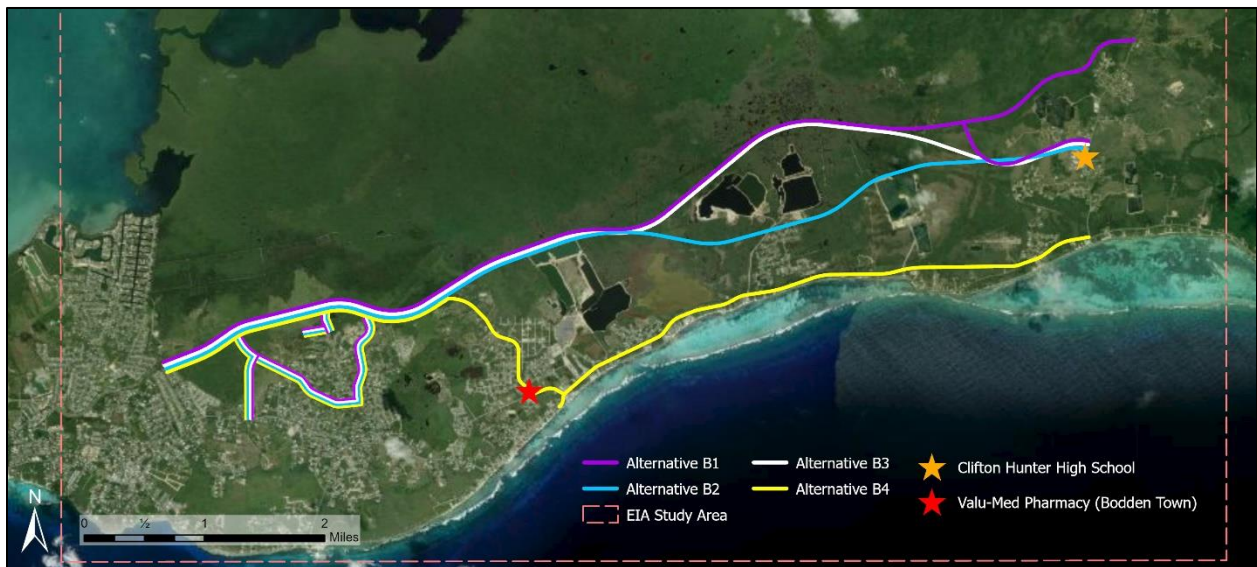 Alternative B1
Alternative B3
Clifton Hunter High School
Alternative B2
Alternative B4
Valu-Med Pharmacy (Bodden Town)
EIA Study Area
N
0 ½ 1 2
Miles